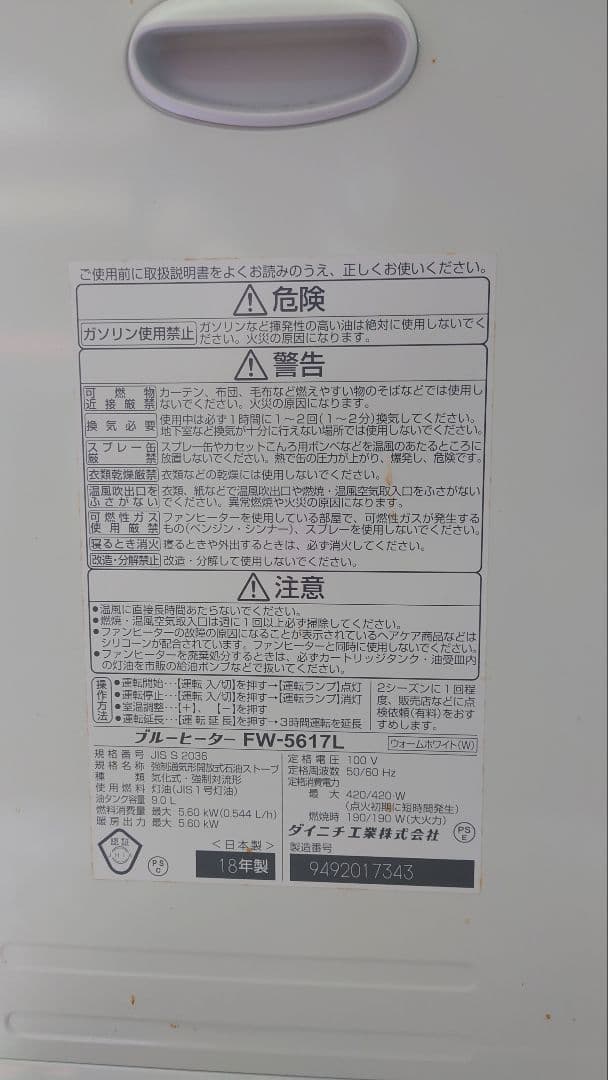 ご使用前に取扱説明書をよくお読みのうえ、正しくお使いください。
危険
ガソリン使用禁止 ガソリンなど揮発性の高い油は絶対に使用しないでください。火災の原因になります。
警告
可燃物近接厳禁 カーテン、布団、毛布など燃えやすい物のそばなどでは使用しないでください。火災の原因になります。
換気必要 使用中は必ず1時間に1～2回(1～2分)換気してください。地下室など換気が十分に行えない場所では使用しないでください。
スプレー缶厳禁 スプレー缶やカセットこんろ用ボンベなどを温風のあたるところに放置しないでください。熱で缶の圧力が上がり、爆発し、危険です。
衣類乾燥厳禁 衣類などの乾燥には使用しないでください。
温風吹出口をふさがない 衣類、紙などで温風吹出口や燃焼・温風空気取入口をふさがないでください。異常燃焼や火災の原因になります。
可燃性ガス使用厳禁 ファンヒーターを使用している部屋で、可燃性ガスが発生するもの(ベンジン・シンナー)、スプレーを使用しないでください。
寝るとき消火 寝るときや外出するときは、必ず消火してください。
改造・分解禁止 改造・分解して使用しないでください。
注意
●温風に直接長時間あたらないでください。
●燃焼・温風空気取入口は週に1回以上必ず掃除してください。
●ファンヒーターの故障の原因になることが表示されているヘアケア商品などは
シリコーンが配合されています。ファンヒーターと同時に使用しないでください。
●ファンヒーターを廃棄処分するときは、必ずカートリッジタンク・油受皿内
の灯油を市販の給油ポンプなどで抜いてください。
操作方法
●運転開始…【運転 入/切】を押す→【運転ランプ】点灯
●運転停止…【運転 入/切】を押す→【運転ランプ】消灯
●室温調整…【+】、【-】を押す
●運転延長…【運転延長】を押す→3時間運転を延長
2シーズンに1回程
度、販売店などに点
検依頼(有料)をおす
すめします。
ブルーヒーター FW-5617L ウォームホワイト(W)
規格番号 JIS S 2036
規格名称 強制通気形開放式石油ストーブ
種類 気化式・強制対流形
使用燃料 灯油(JIS 1号灯油)
油タンク容量 9.0 L
燃料消費量 最大 5.60 kW(0.544 L/h)
暖房出力 最大 5.60 kW
定格電圧 100 V
定格周波数 50/60 Hz
定格消費電力
最大 420/420 W
(点火初期に短時間発生)
燃焼時 190/190 W(大火力)
ダイニチ工業株式会社
PS
E
認証
PS
C
<日本製>
18年製
製造番号
9492017343